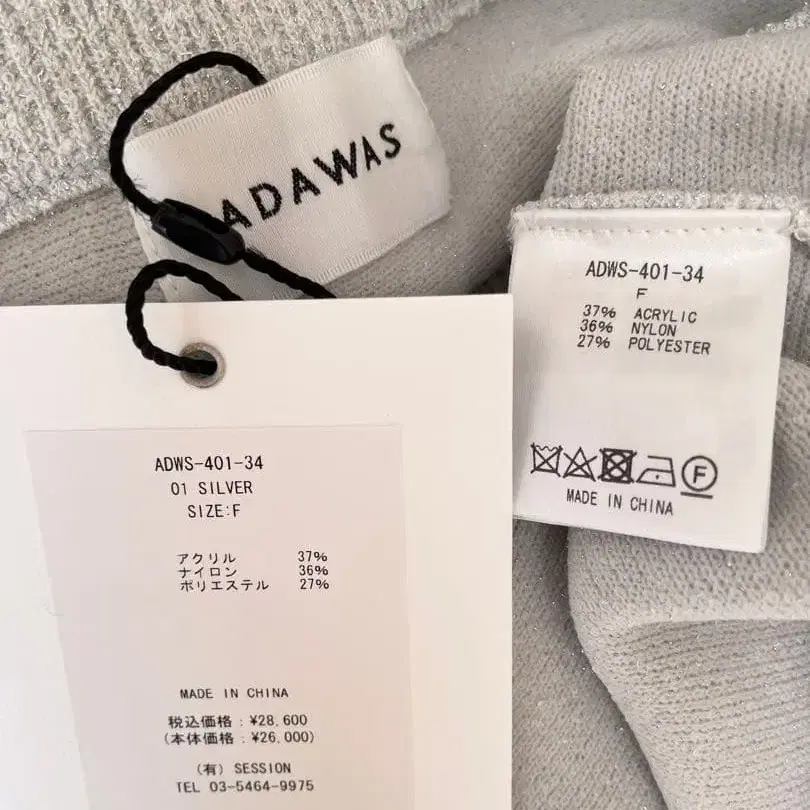 ADAWAS
ADWS-401-34
F
37% ACRYLIC
36% NYLON
27% POLYESTER
F
MADE IN CHINA
ADWS-401-34
01 SILVER
SIZE:F
アクリル 37%
ナイロン 36%
ポリエステル 27%
MADE IN CHINA
税込価格:¥28,600
(本体価格:¥26,000)
(有) SESSION
TEL 03-5464-9975